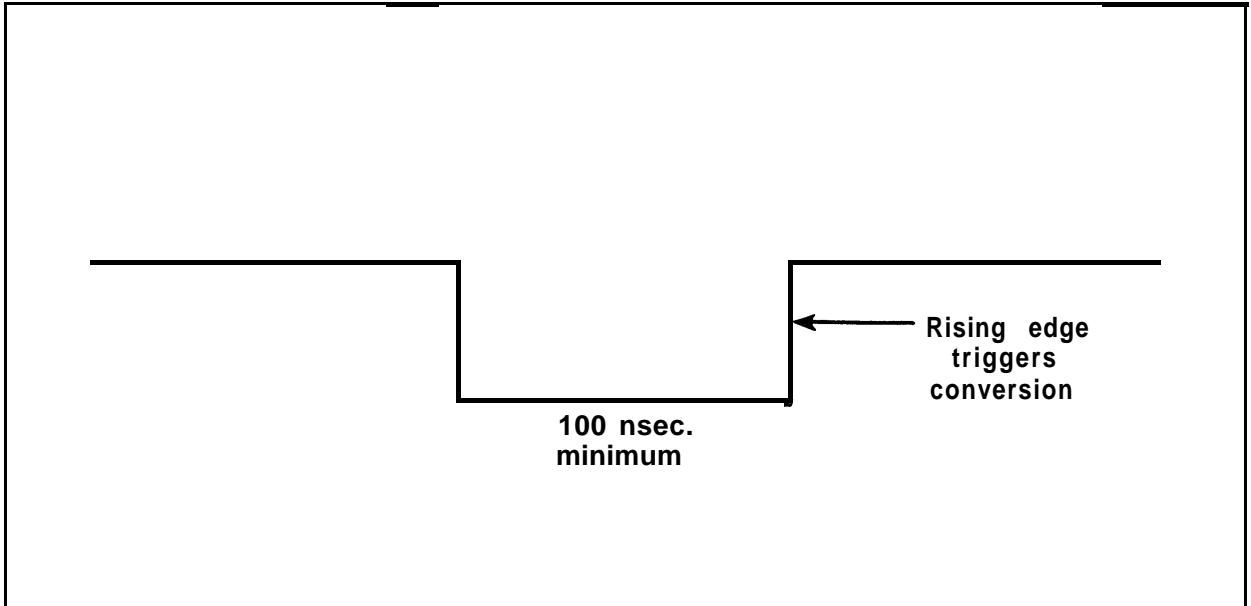 Rising edge
triggers
conversion
100 nsec.
minimum